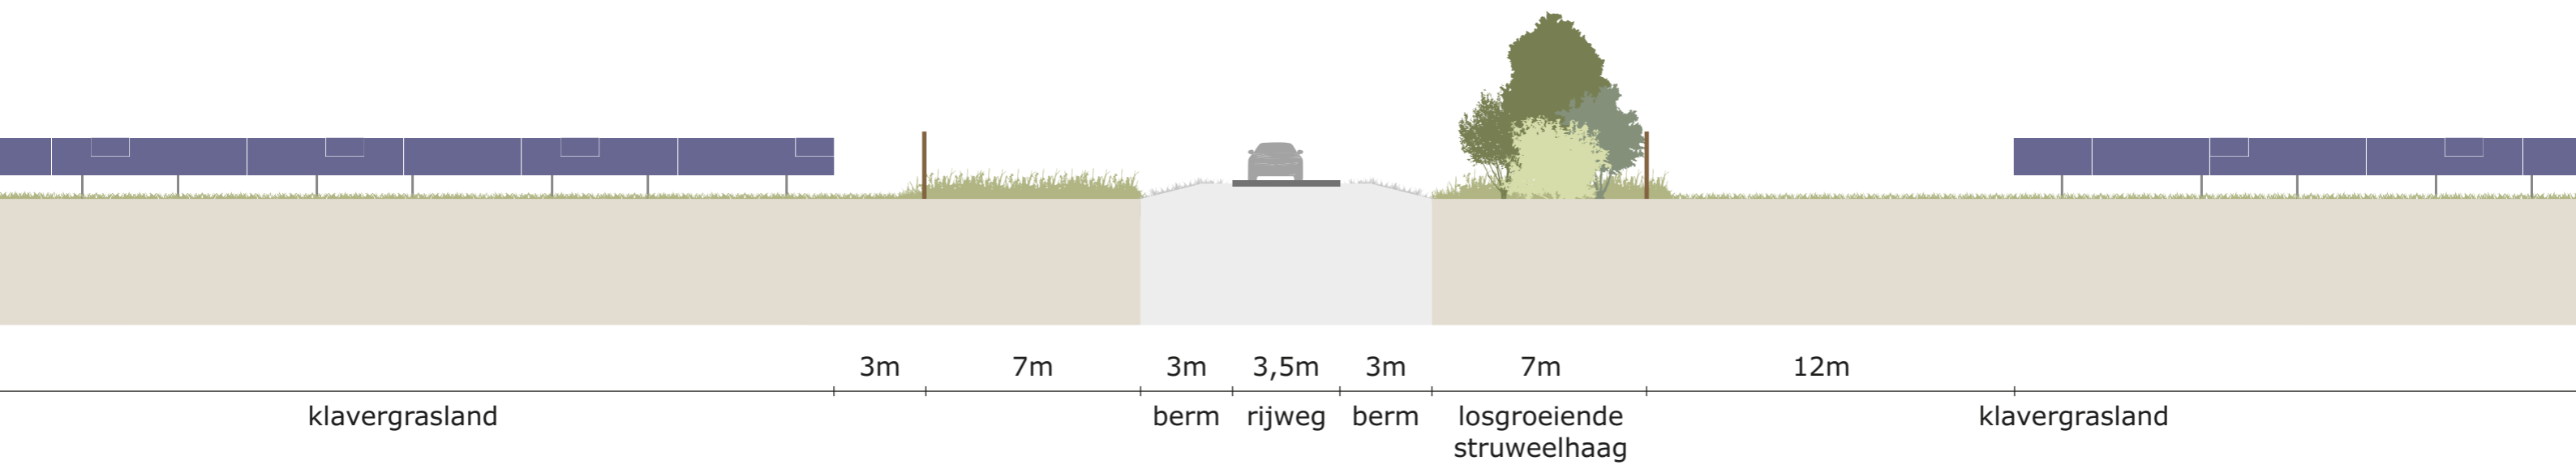 3m 7m 3m 3,5m 3m 7m 12m
klavergrasland berm rijweg berm losgroeiende klavergrasland
struweelhaag